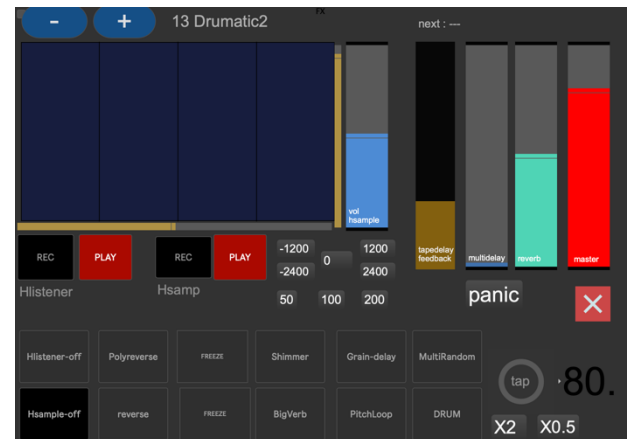 FX
- + 13 Drumatic2 next : ---
vol
hsample
tapedelay
feedback
multidelay
reverb
master
REC PLAY REC PLAY
Hlistener Hsamp
-1200 0 1200
-2400 2400
50 100 200
panic
Hlistener-off Polyreverse FREEZE Shimmer Grain-delay MultiRandom
tap 80.
Hsample-off reverse FREEZE BigVerb PitchLoop DRUM
X2 X0.5